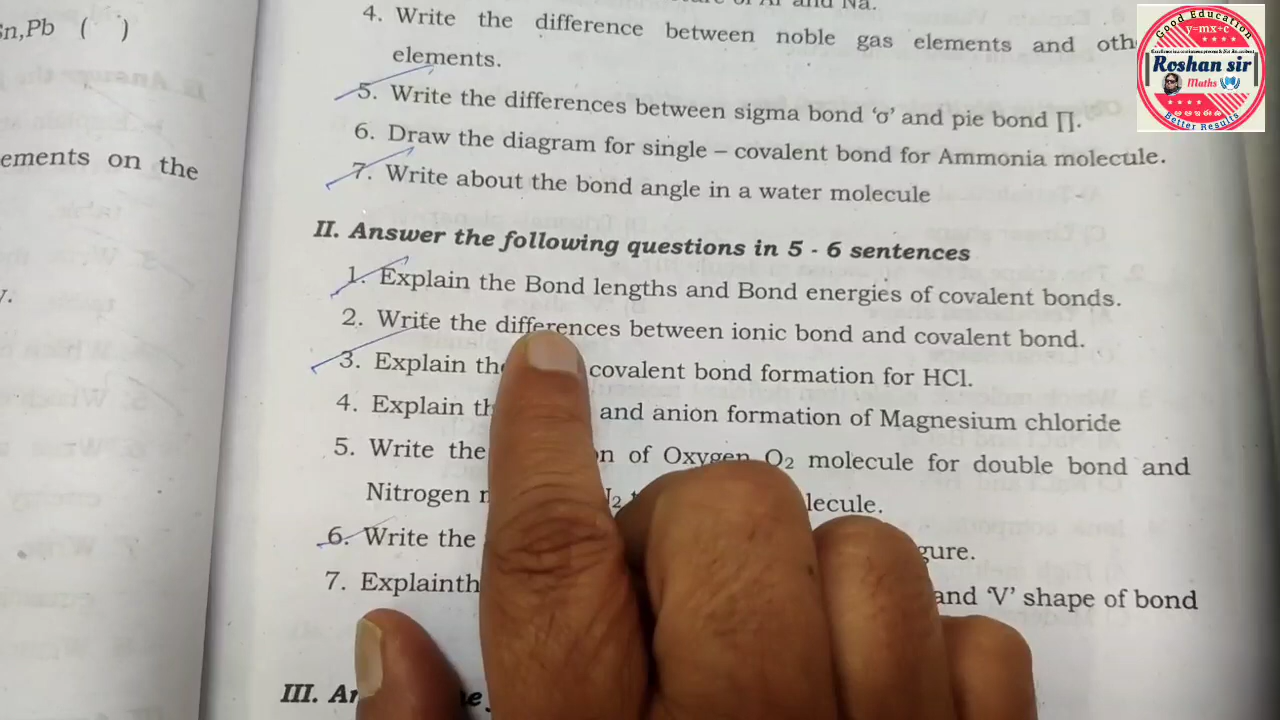 Sn,Pb ( )
ements on the
y.
and Na.
4. Write the difference between noble gas elements and oth
elements.
5. Write the differences between sigma bond ‘σ’ and pie bond ∏.
6. Draw the diagram for single – covalent bond for Ammonia molecule.
7. Write about the bond angle in a water molecule
II. Answer the following questions in 5 - 6 sentences
1. Explain the Bond lengths and Bond energies of covalent bonds.
2. Write the differences between ionic bond and covalent bond.
3. Explain the covalent bond formation for HCl.
4. Explain th and anion formation of Magnesium chloride
5. Write the on of Oxygen O2 molecule for double bond and
Nitrogen lecule.
6. Write the gure.
7. Explainth and ‘V’ shape of bond
III. An
Good Education
y=mx+c
Roshan sir
Maths
Better Results